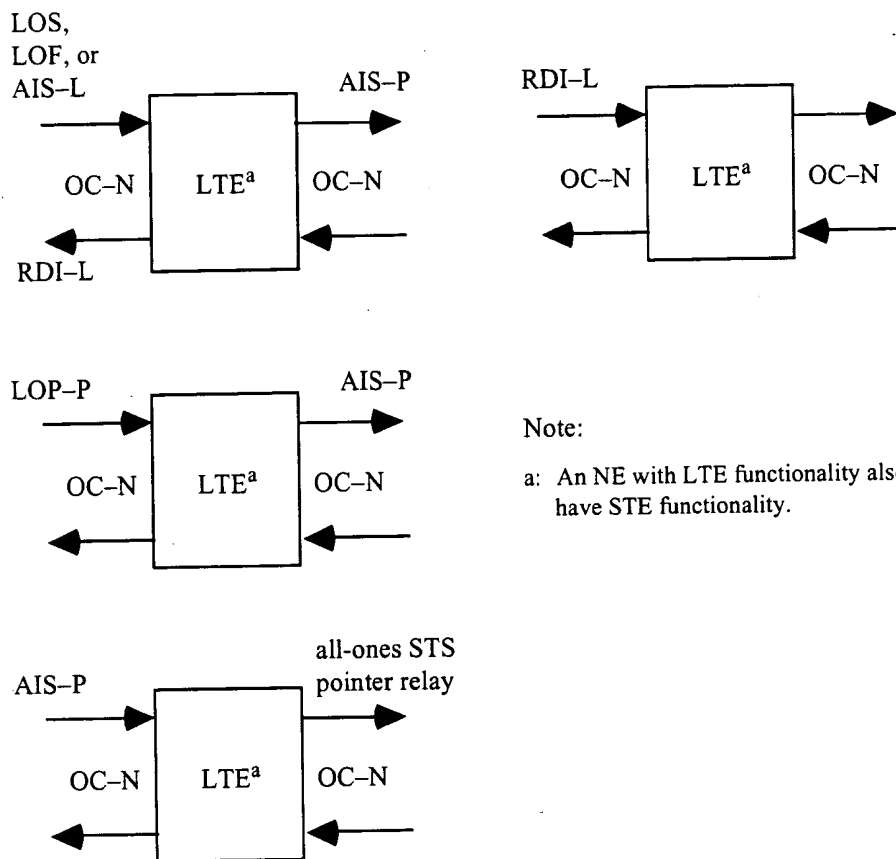 LOS,
LOF, or
AIS–L
AIS–P
OC–N
LTEa
OC–N
RDI–L
RDI–L
OC–N
LTEa
OC–N
LOP–P
AIS–P
OC–N
LTEa
OC–N
Note:
a: An NE with LTE functionality als
have STE functionality.
AIS–P
all-ones STS
pointer relay
OC–N
LTEa
OC–N